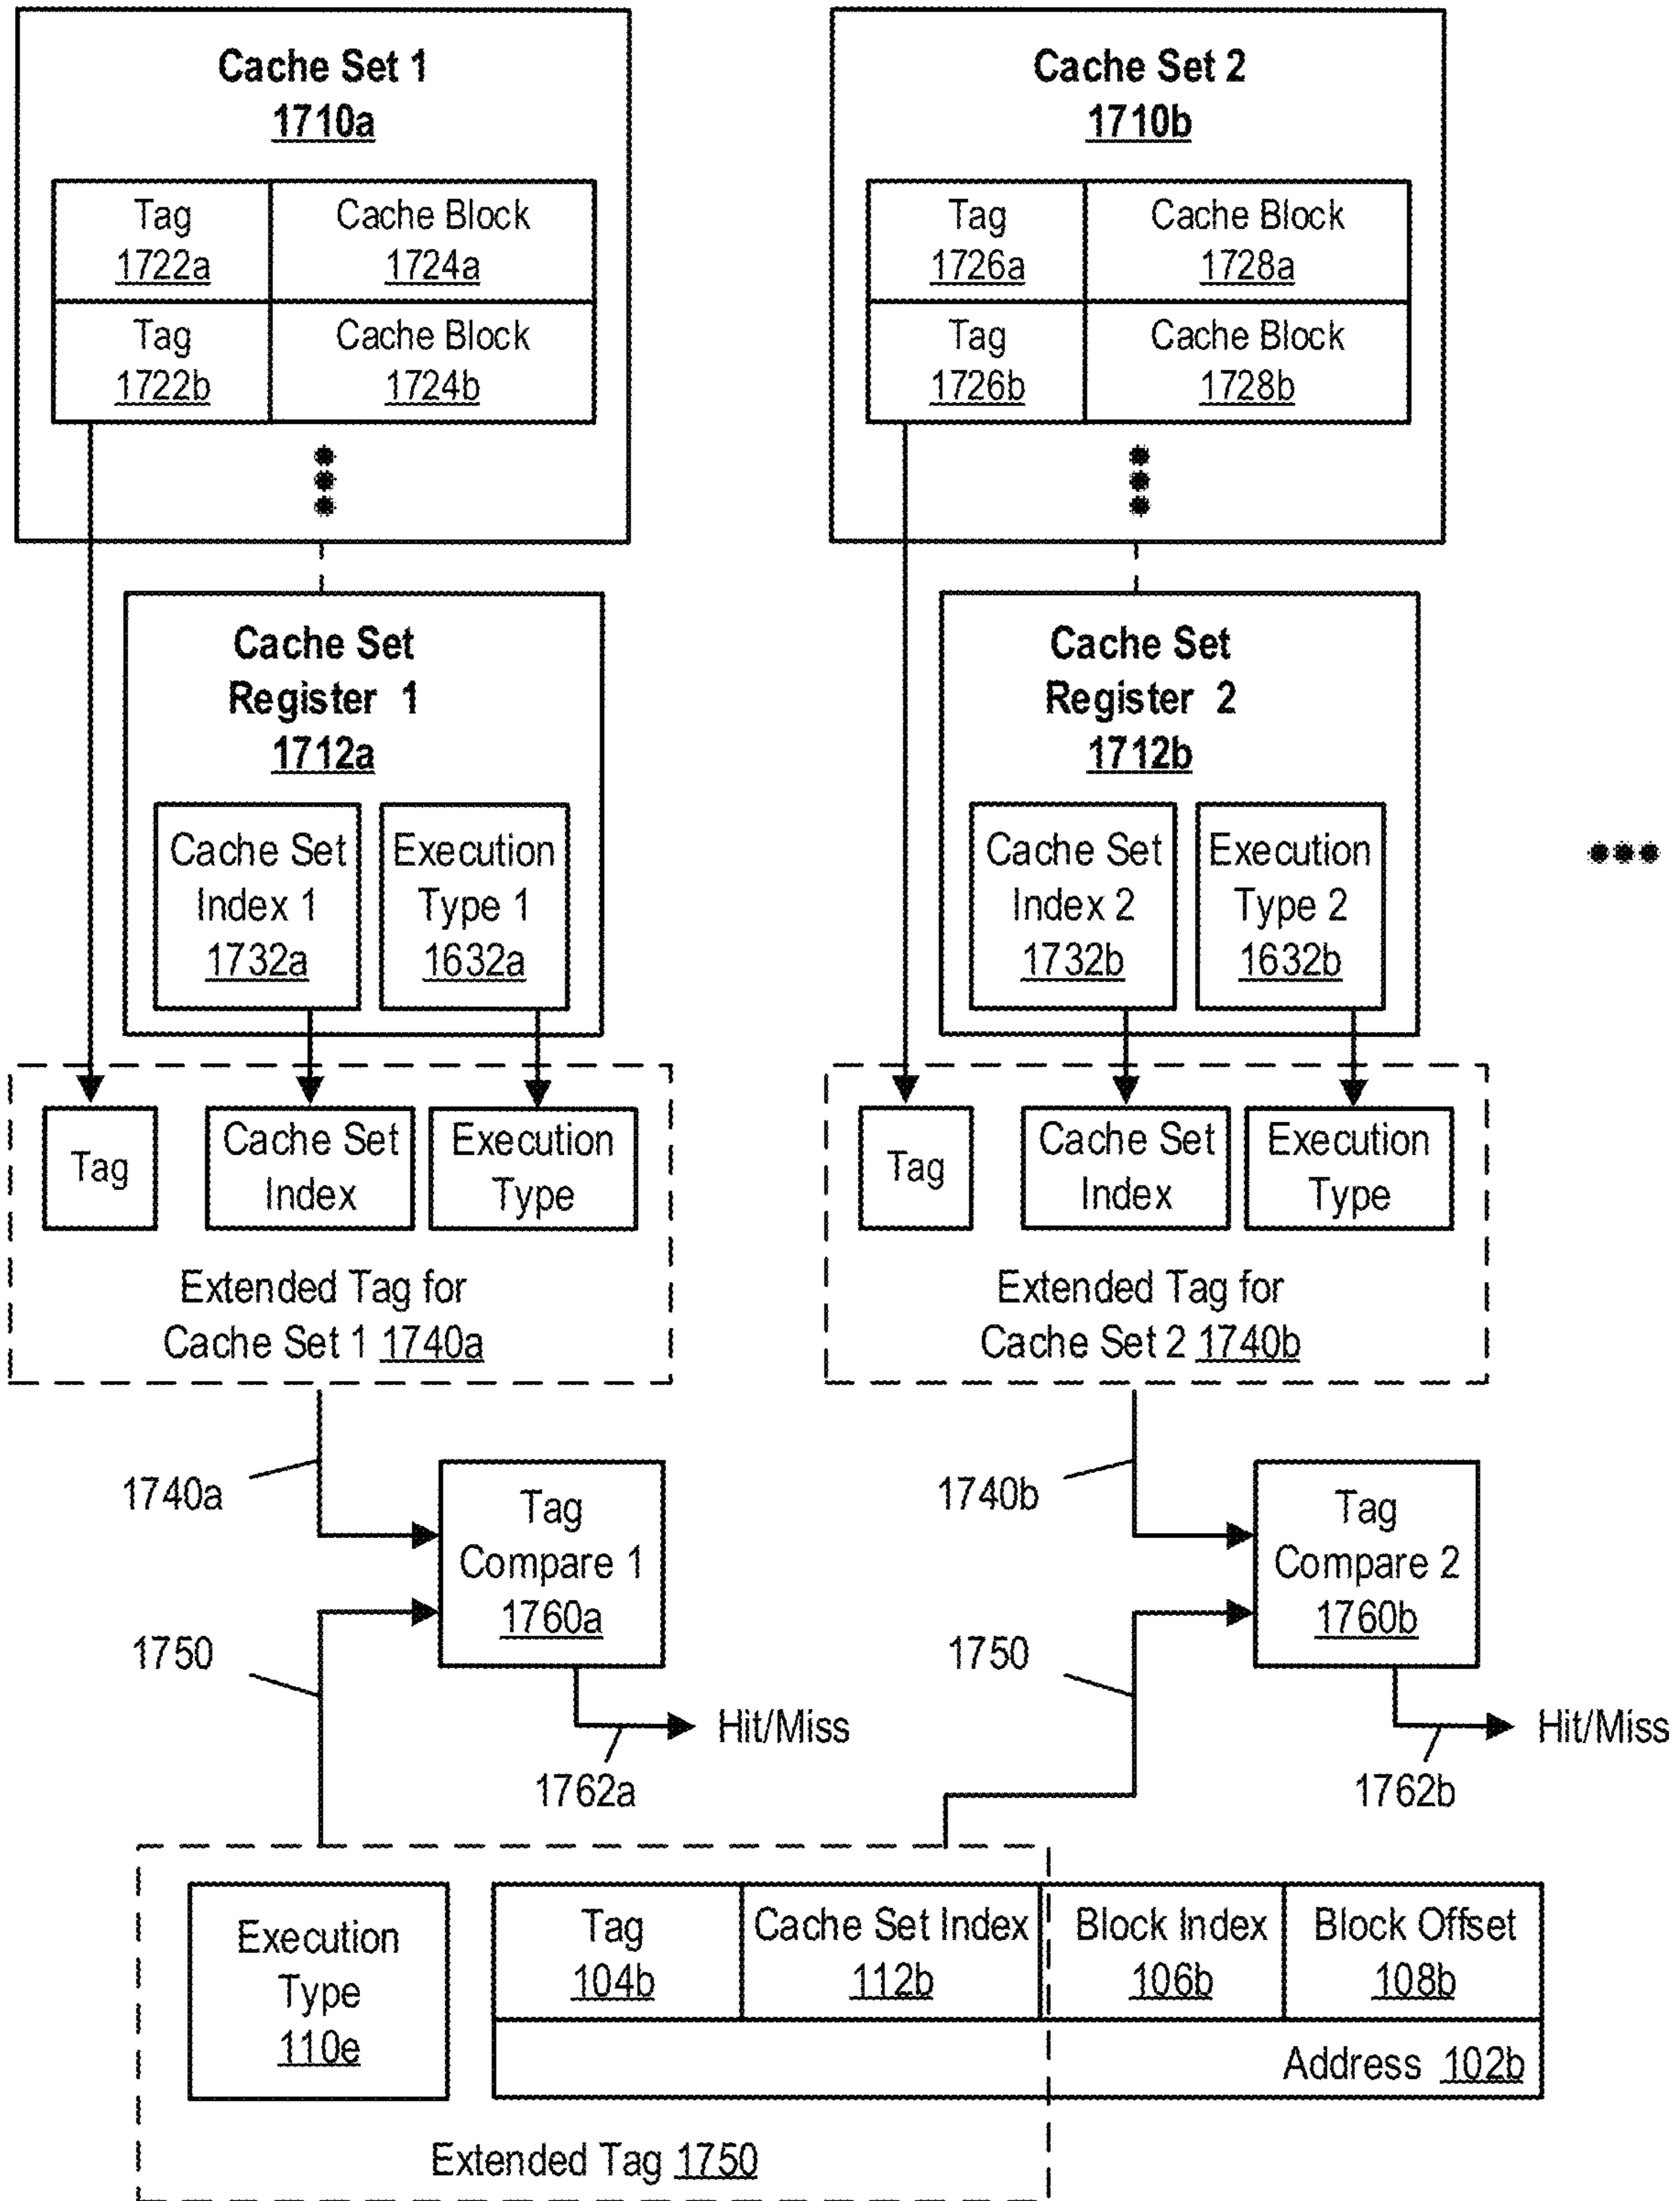 Cache Set 1
1710a
Tag
1722a
Cache Block
1724a
Tag
1722b
Cache Block
1724b
Cache Set 2
1710b
Tag
1726a
Cache Block
1728a
Tag
1726b
Cache Block
1728b
Cache Set
Register 1
1712a
Cache Set
Index 1
1732a
Execution
Type 1
1632a
Cache Set
Register 2
1712b
Cache Set
Index 2
1732b
Execution
Type 2
1632b
Tag
Cache Set
Index
Execution
Type
Extended Tag for
Cache Set 1 1740a
Tag
Cache Set
Index
Execution
Type
Extended Tag for
Cache Set 2 1740b
1740a
Tag
Compare 1
1760a
1750
Hit/Miss
1762a
1740b
Tag
Compare 2
1760b
1750
Hit/Miss
1762b
Execution
Type
110e
Tag
104b
Cache Set Index
112b
Block Index
106b
Block Offset
108b
Address 102b
Extended Tag 1750